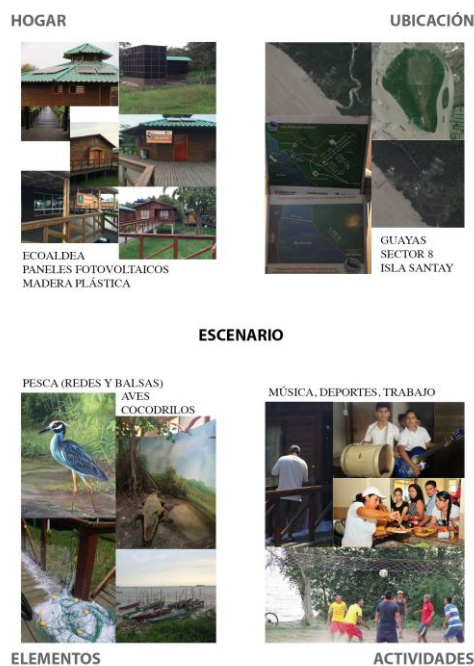 HOGAR
UBICACIÓN
ECOALDEA
PANELES FOTOVOLTAICOS
MADERA PLÁSTICA
GUAYAS
SECTOR 8
ISLA SANTAY
ESCENARIO
PESCA (REDES Y BALSAS)
AVES
COCODRILOS
MÚSICA, DEPORTES, TRABAJO
ELEMENTOS
ACTIVIDADES